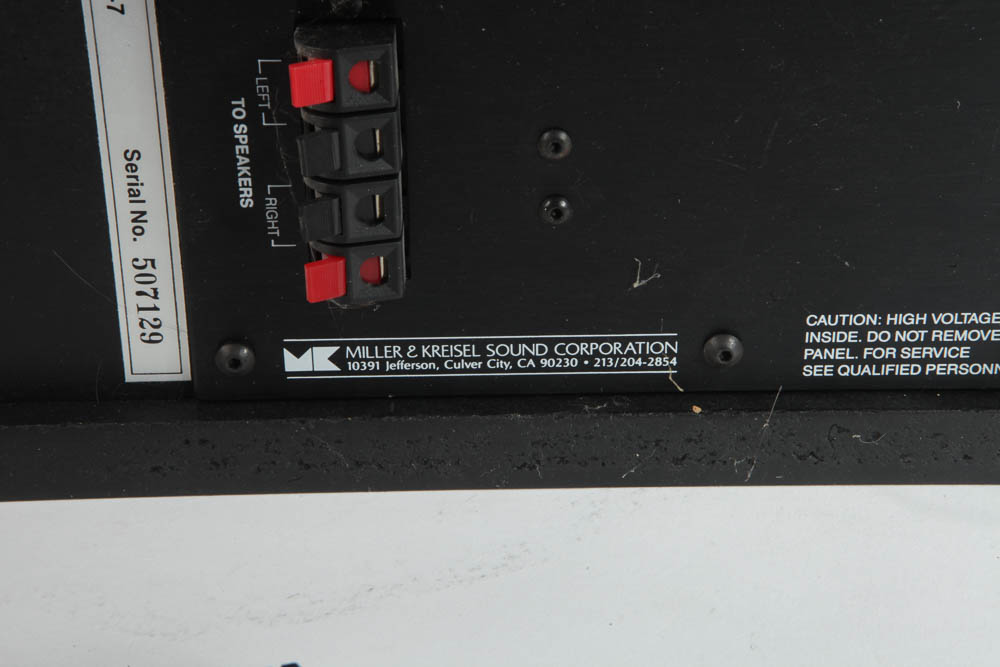 -7
Serial No. 507129
TO SPEAKERS
LEFT
RIGHT
MK MILLER & KREISEL SOUND CORPORATION
10391 Jefferson, Culver City, CA 90230 • 213/204-2854
CAUTION: HIGH VOLTAGE
INSIDE. DO NOT REMOVE
PANEL. FOR SERVICE
SEE QUALIFIED PERSONN